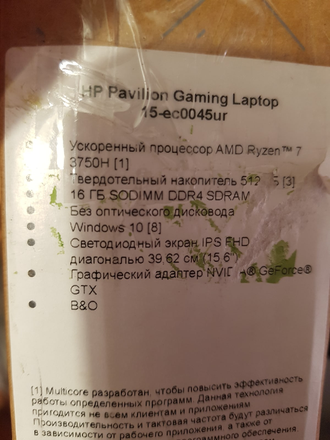 HP Pavilion Gaming Laptop
15-ec0045ur
Ускоренный процессор AMD Ryzen™ 7
3750H [1]
Твердотельный накопитель [3]
16 ГБ SODIMM DDR4 SDRAM
Без оптического дисковода
Windows 10 [8]
Светодиодный экран IPS FHD
диагональю 39,62 см (15.6")
Графический адаптер GeForce®
GTX
B&O
[1] Multicore разработан, чтобы повысить эффективность
работы определенных программ. Данная технология
пригодится не всем клиентам и приложениям
Производительность и тактовая частота будут различаться
в зависимости от рабочего приложения, а также от
программного обеспечения.